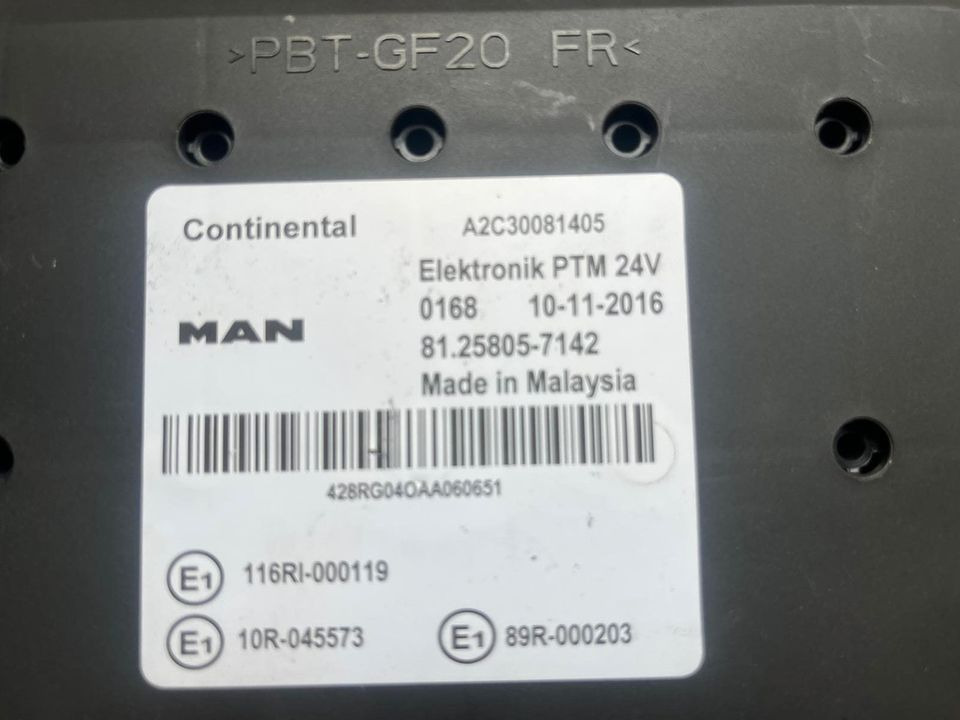 >PBT-GF20 FR<
Continental A2C30081405
Elektronik PTM 24V
0168 10-11-2016
MAN
81.25805-7142
Made in Malaysia
428RG04OAA060651
E1 116RI-000119
E1 10R-045573 E1 89R-000203